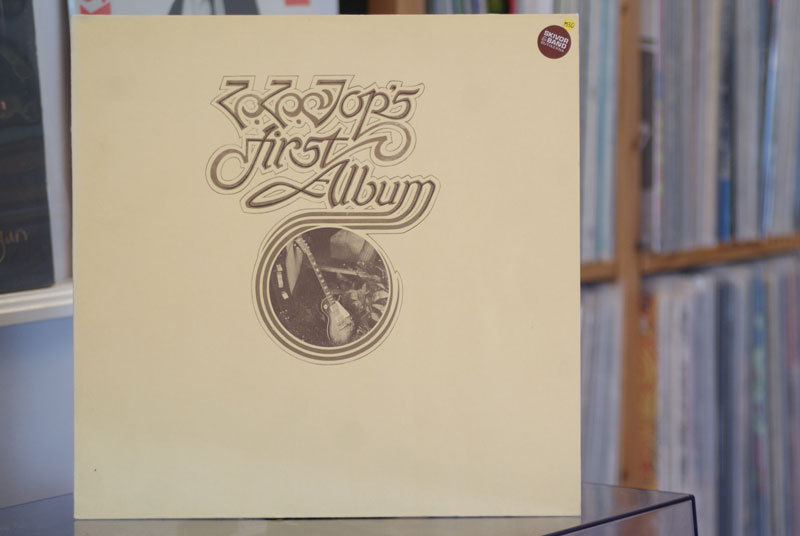 Z.Z. Top's
first
Album
SKIVOR
& BAND